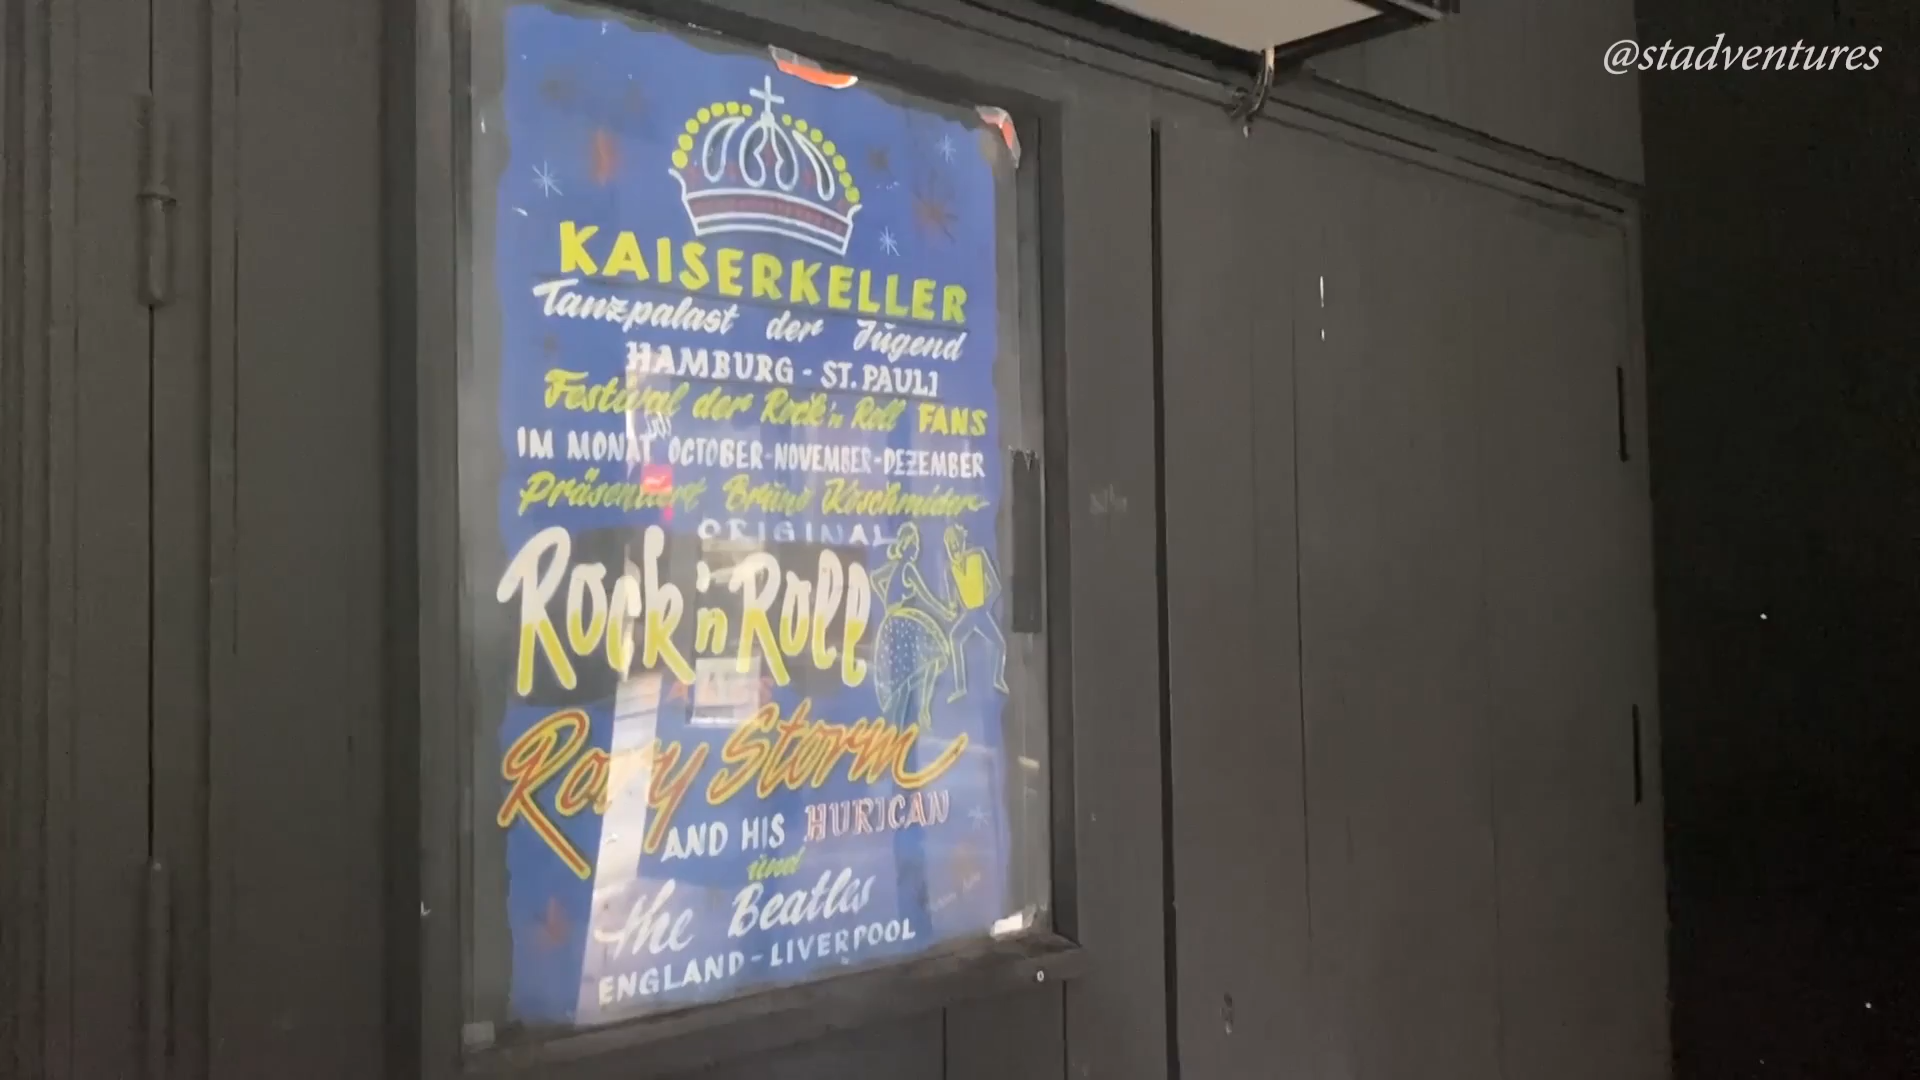 @stadventures
KAISERKELLER
Tanzpalast der Jugend
HAMBURG - ST. PAULI
Festival der Rock'n Roll FANS
IM MONAT OCTOBER-NOVEMBER-DEZEMBER
Präsentiert Bruno Koschmider
ORIGINAL
Rock'n Roll
Rory Storm
AND HIS HURICAN
und
the Beatles
ENGLAND-LIVERPOOL